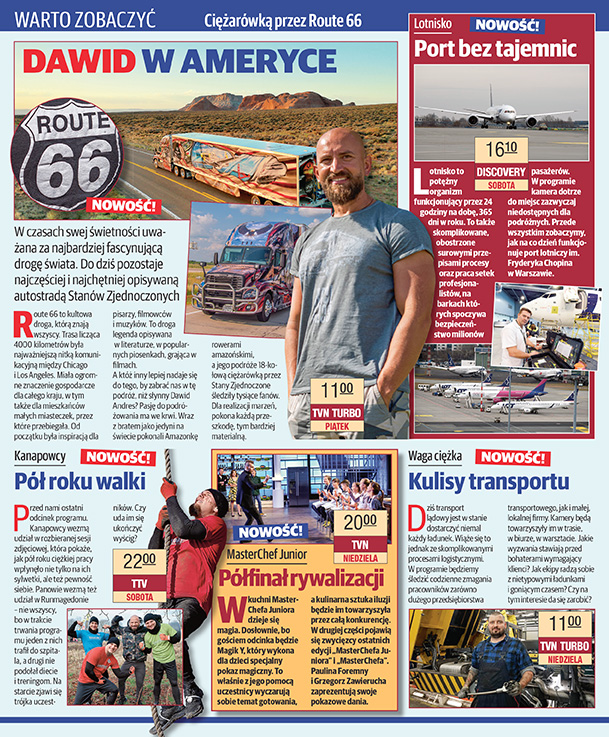 WARTO ZOBACZYĆ
Ciężarówką przez Route 66
DAWID W AMERYCE
ROUTE
66
NOWOŚĆ!
W czasach swej świetności uwa-
żana za najbardziej fascynującą
drogę świata. Do dziś pozostaje
najczęściej i najchętniej opisywaną
autostradą Stanów Zjednoczonych
Route 66 to kultowa
droga, którą znają
wszyscy. Trasa licząca
4000 kilometrów była
najważniejszą nitką komuni-
kacyjną między Chicago
i Los Angeles. Miała ogrom-
ne znaczenie gospodarcze
dla całego kraju, w tym
także dla mieszkańców
małych miasteczek, przez
które przebiegała. Od
początku była inspiracją dla
pisarzy, filmowców
i muzyków. To droga
legenda opisywana
w literaturze, w popular-
nych piosenkach, grająca w
filmach.
A któż inny lepiej nadaje się
do tego, by zabrać nas w tę
podróż, niż słynny Dawid
Andres? Pasję do podró-
żowania ma we krwi. Wraz
z bratem jako jedyni na
świecie pokonali Amazonkę
rowerami
amazońskimi,
a jego podróże 18-ko-
łową ciężarówką przez
Stany Zjednoczone
śledziły tysiące fanów.
Dla realizacji marzeń,
pokona każdą prze-
szkodę, tym bardziej
materialną.
11:00
TVN TURBO
PIĄTEK
Lotnisko
NOWOŚĆ!
Port bez tajemnic
16:10
DISCOVERY
SOBOTA
Lotnisko to
potężny
organizm
funkcjonujący przez 24
godziny na dobę, 365
dni w roku. To także
skomplikowane,
obostrzone
surowymi prze-
pisami procesy
oraz praca setek
profesjona-
listów, na
barkach któ-
rych spoczywa
bezpieczeń-
stwo milionów
pasażerów.
W programie
kamera dotrze
do miejsc zazwyczaj
niedostępnych dla
podróżnych. Przede
wszystkim zobaczymy,
jak na co dzień funkcjo-
nuje port lotniczy im.
Fryderyka Chopina
w Warszawie.
Kanapowcy
NOWOŚĆ!
Pół roku walki
Przed nami ostatni
odcinek programu.
Kanapowcy wezmą
udział w rozbieranej sesji
zdjęciowej, która pokaże,
jak pół roku ciężkiej pracy
wpłynęło nie tylko na ich
sylwetki, ale też pewność
siebie. Panowie wezmą też
udział w Runmagedonie
– nie wszyscy,
bo w trakcie
trwania progra-
mu jeden z nich
trafił do szpita-
la, a drugi nie
podołał diecie
i treningom. Na
starcie zjawi się
trójka uczest-
ników. Czy
uda im się
ukończyć
wyścig?
22:00
TTV
SOBOTA
NOWOŚĆ!
20:00
TVN
NIEDZIELA
MasterChef Junior
Półfinał rywalizacji
W kuchni Master-
Chefa Juniora
dzieje się
magia. Dosłownie, bo
gościem odcinka będzie
Magik Y, który wykona
dla dzieci specjalny
pokaz magiczny. To
właśnie z jego pomocą
uczestnicy wyczarują
sobie temat gotowania,
a kulinarna sztuka iluzji
będzie im towarzyszyła
przez całą konkurencję.
W drugiej części pojawią
się zwycięzcy ostatnich
edycji „MasterChefa Ju-
niora” i „MasterChefa”.
Paulina Foremny
i Grzegorz Zawierucha
zaprezentują swoje
pokazowe dania.
Waga ciężka
NOWOŚĆ!
Kulisy transportu
Dziś transport
lądowy jest w stanie
dostarczyć niemal
każdy ładunek. Wiąże się to
jednak ze skomplikowanymi
procesami logistycznymi.
W programie będziemy
śledzić codzienne zmagania
pracowników zarówno
dużego przedsiębiorstwa
transportowego, jak i małej,
lokalnej firmy. Kamery będą
towarzyszyły im w trasie,
w biurze, w warsztacie. Jakie
wyzwania stawiają przed
bohaterami wymagający
klienci? Jak ekipy radzą sobie
z nietypowymi ładunkami
i goniącym czasem? Czy na
tym interesie da się zarobić?
11:00
TVN TURBO
NIEDZIELA